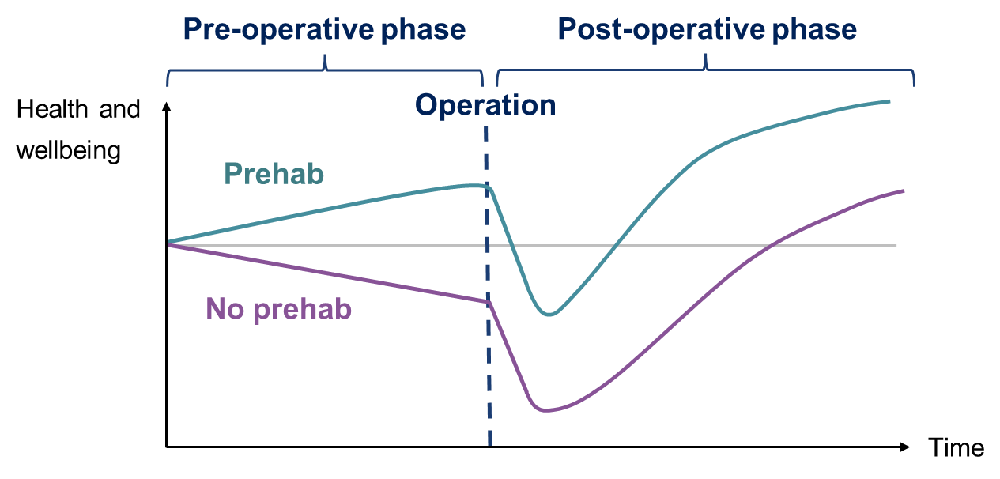 Pre-operative phase
Post-operative phase
Operation
Health and
wellbeing
Prehab
No prehab
Time